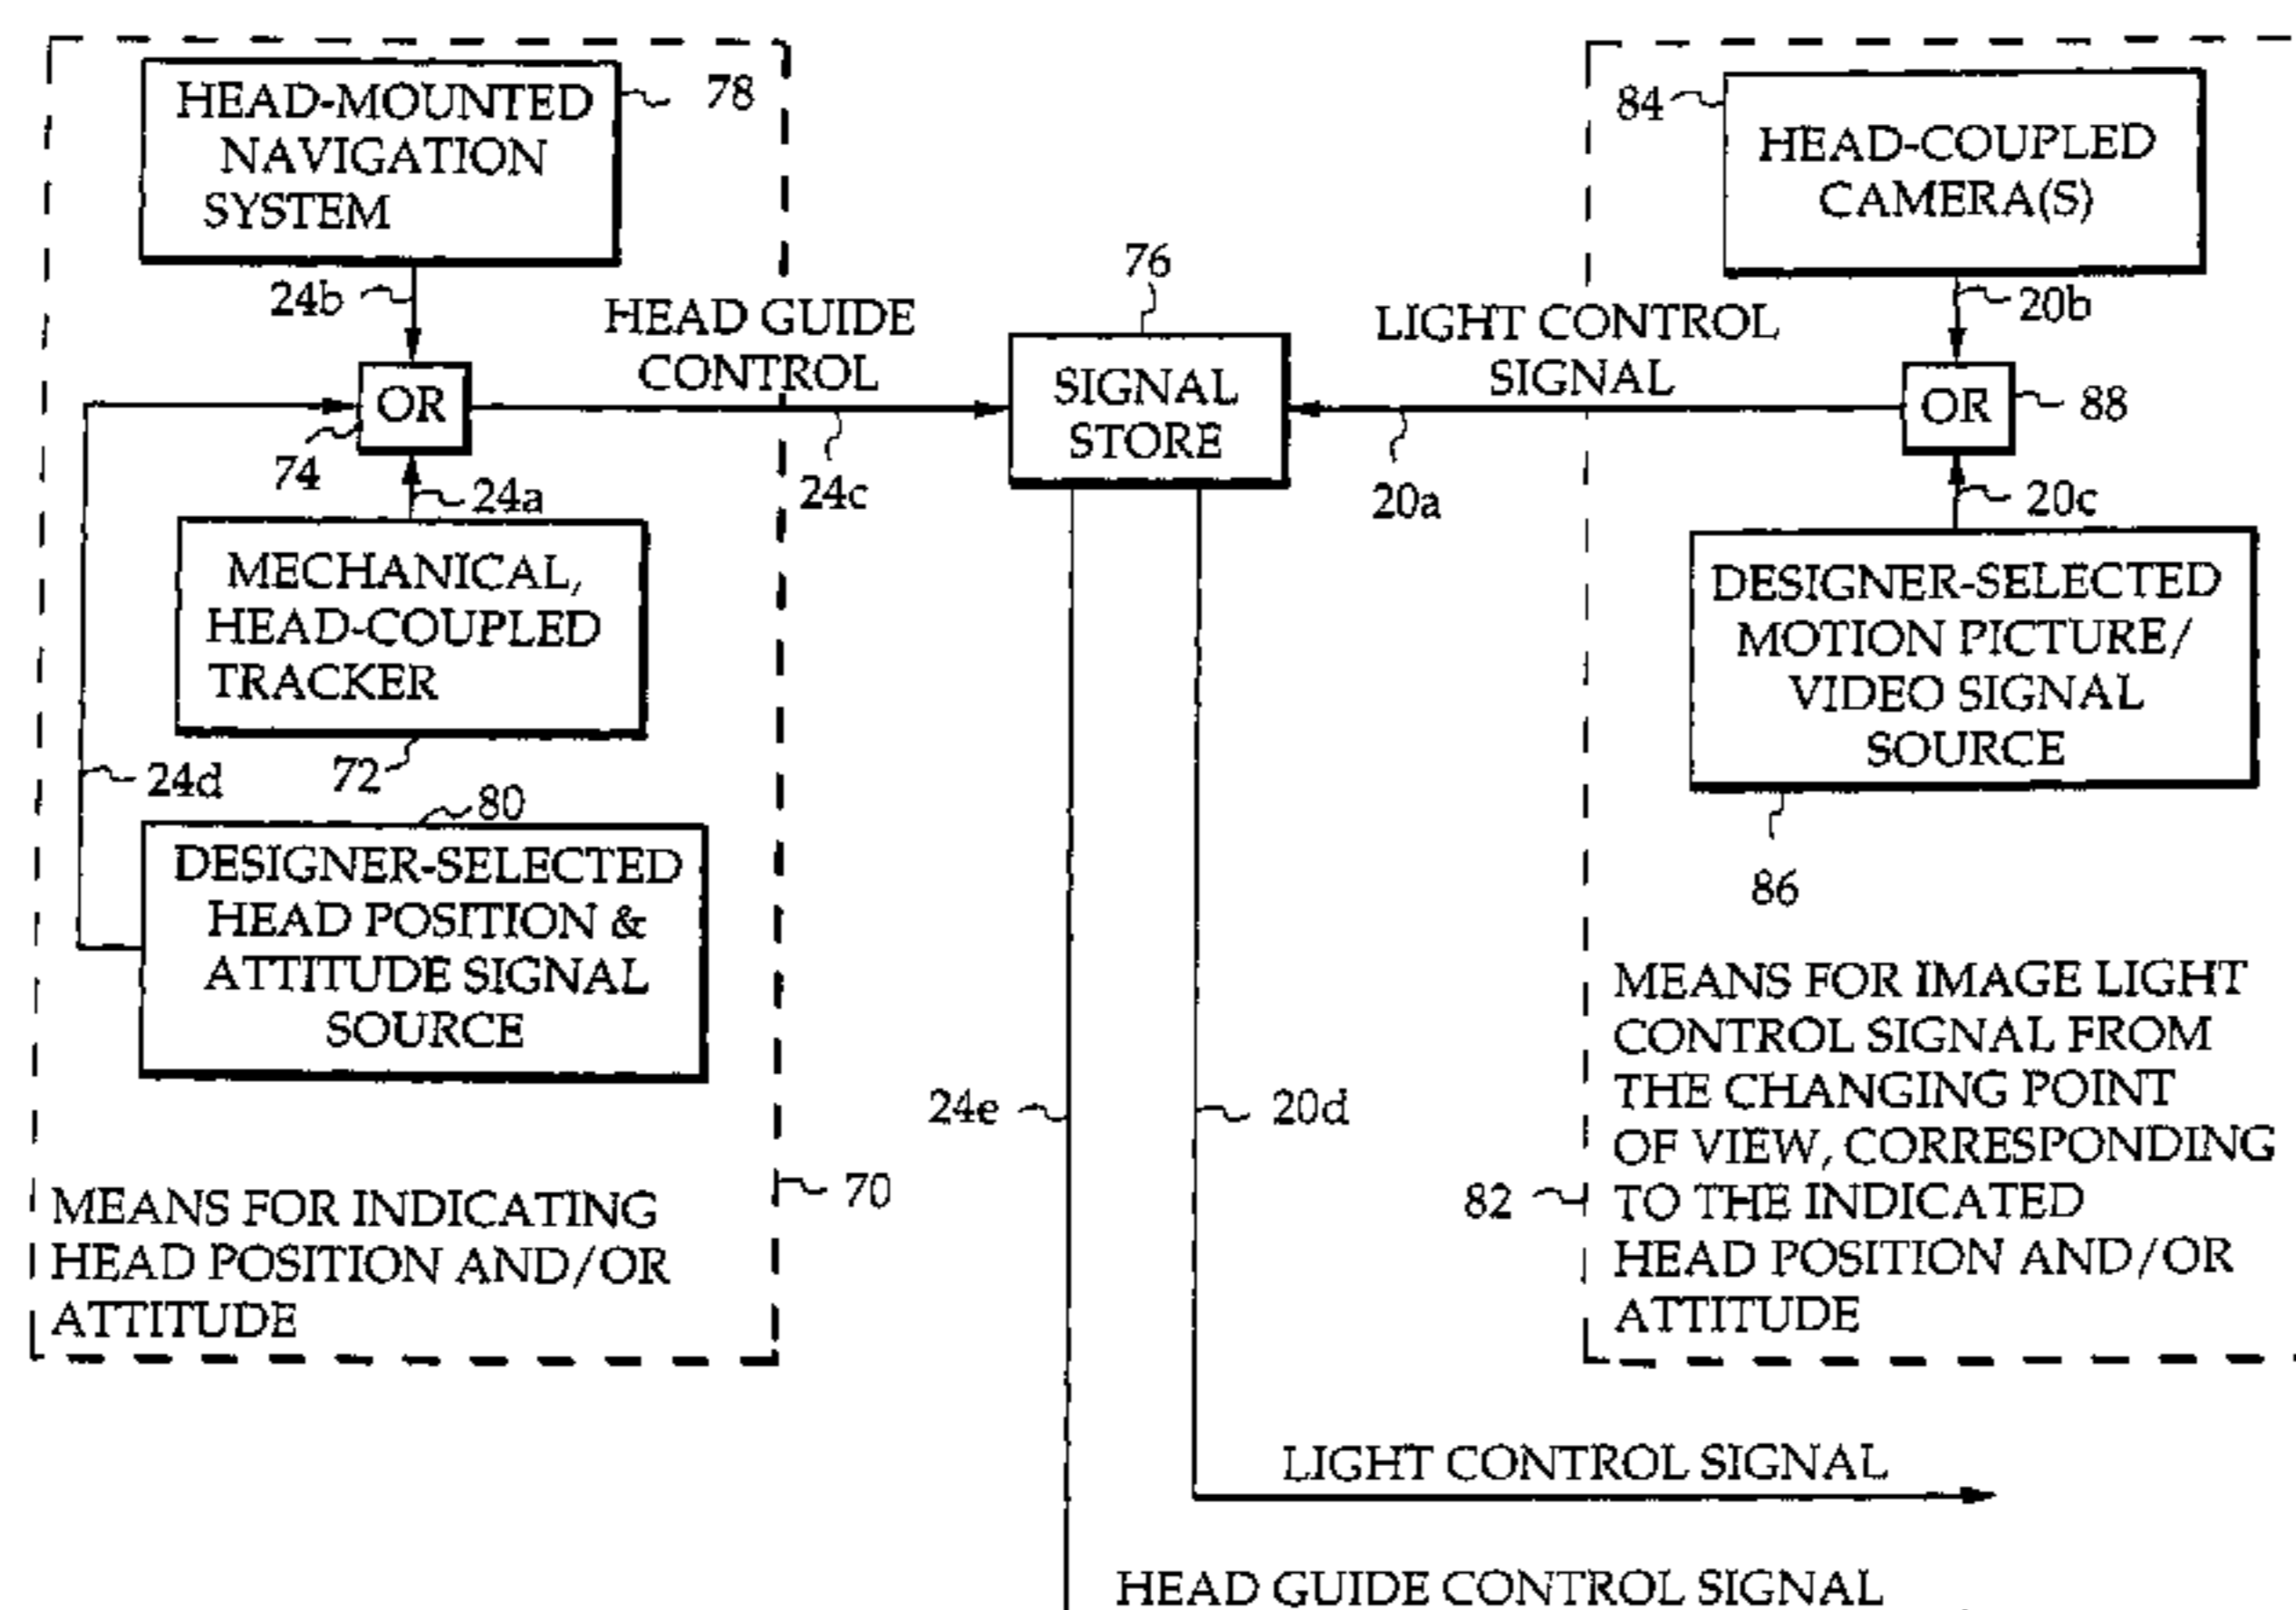 HEAD-MOUNTED
NAVIGATION
SYSTEM
78
24b
HEAD GUIDE
CONTROL
OR
74
24a
24c
MECHANICAL,
HEAD-COUPLED
TRACKER
72
24d
80
DESIGNER-SELECTED
HEAD POSITION &
ATTITUDE SIGNAL
SOURCE
MEANS FOR INDICATING
HEAD POSITION AND/OR
ATTITUDE
70
76
SIGNAL
STORE
24e
20d
LIGHT CONTROL
SIGNAL
20a
84
HEAD-COUPLED
CAMERA(S)
20b
OR
88
20c
DESIGNER-SELECTED
MOTION PICTURE/
VIDEO SIGNAL
SOURCE
86
82
MEANS FOR IMAGE LIGHT
CONTROL SIGNAL FROM
THE CHANGING POINT
OF VIEW, CORRESPONDING
TO THE INDICATED
HEAD POSITION AND/OR
ATTITUDE
LIGHT CONTROL SIGNAL
HEAD GUIDE CONTROL SIGNAL